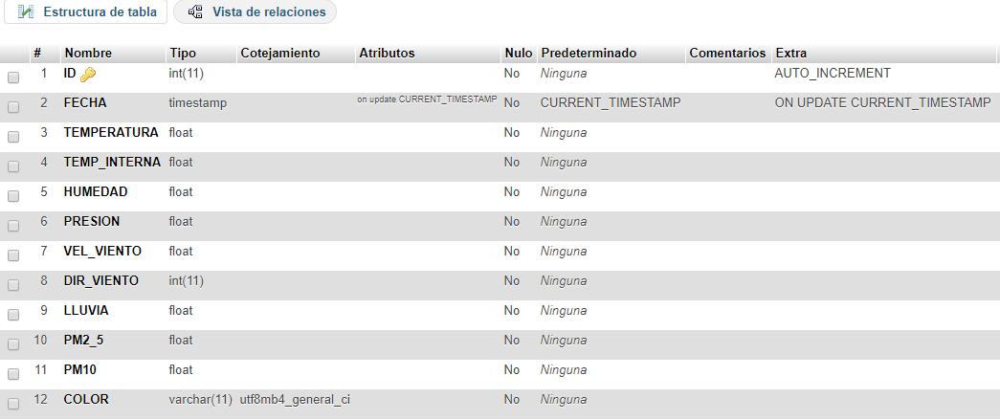 Estructura de tabla Vista de relaciones
# Nombre Tipo Cotejamiento Atributos Nulo Predeterminado Comentarios Extra
1 ID int(11) No Ninguna AUTO_INCREMENT
2 FECHA timestamp on update CURRENT_TIMESTAMP No CURRENT_TIMESTAMP ON UPDATE CURRENT_TIMESTAMP
3 TEMPERATURA float No Ninguna
4 TEMP_INTERNA float No Ninguna
5 HUMEDAD float No Ninguna
6 PRESION float No Ninguna
7 VEL_VIENTO float No Ninguna
8 DIR_VIENTO int(11) No Ninguna
9 LLUVIA float No Ninguna
10 PM2_5 float No Ninguna
11 PM10 float No Ninguna
12 COLOR varchar(11) utf8mb4_general_ci No Ninguna